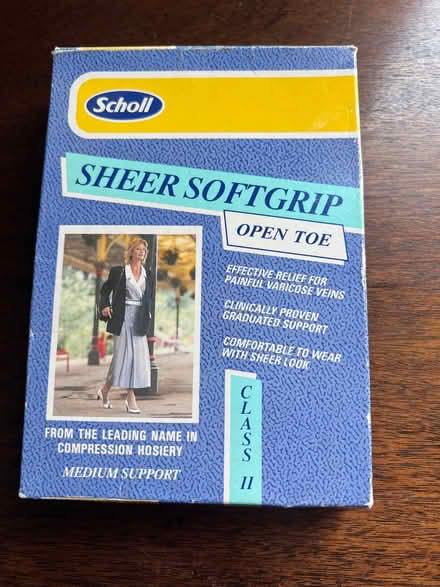 Scholl
SHEER SOFTGRIP
OPEN TOE
EFFECTIVE RELIEF FOR
PAINFUL VARICOSE VEINS
CLINICALLY PROVEN
GRADUATED SUPPORT
COMFORTABLE TO WEAR
WITH SHEER LOOK
CLASS II
FROM THE LEADING NAME IN
COMPRESSION HOSIERY
MEDIUM SUPPORT